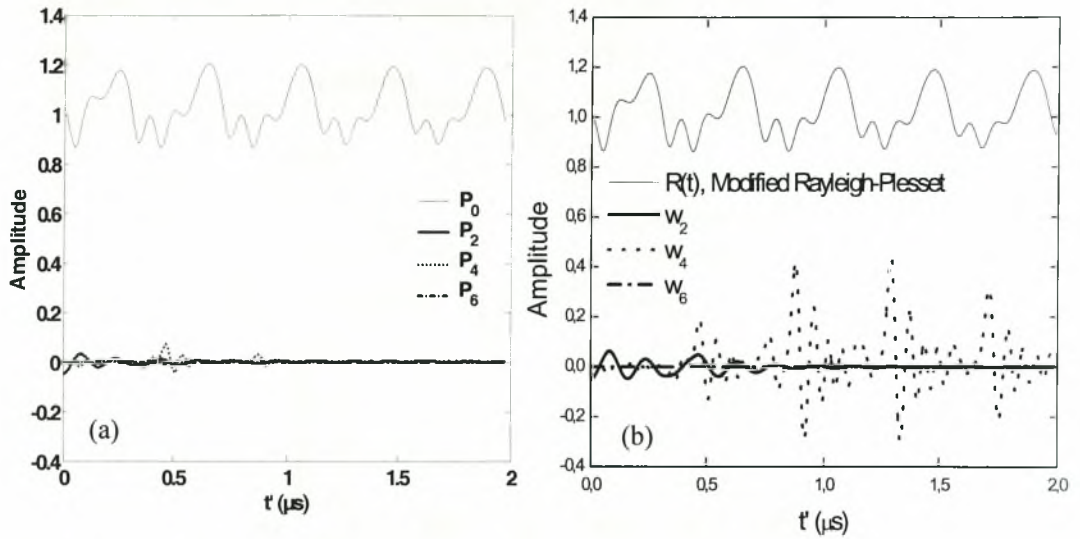 1.4
1.2
1
0.8
0.6
0.4
0.2
0
-0.2
-0.4
Amplitude
P0
P2
P4
P6
(a)
0
0.5
1
1.5
2
t' (μs)
1,4
1,2
1,0
0,8
0,6
0,4
0,2
0,0
-0,2
-0,4
Amplitude
R(t), Modified Rayleigh-Plesset
w2
w4
w6
(b)
0,0
0,5
1,0
1,5
2,0
t' (μs)